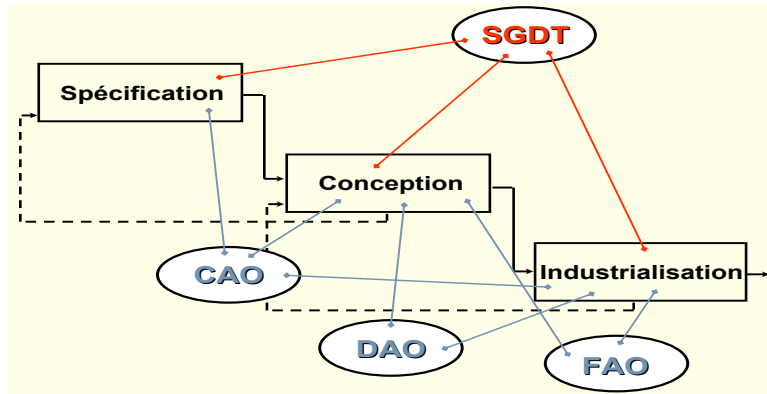 SGDT
Spécification
Conception
CAO
Industrialisation
DAO
FAO